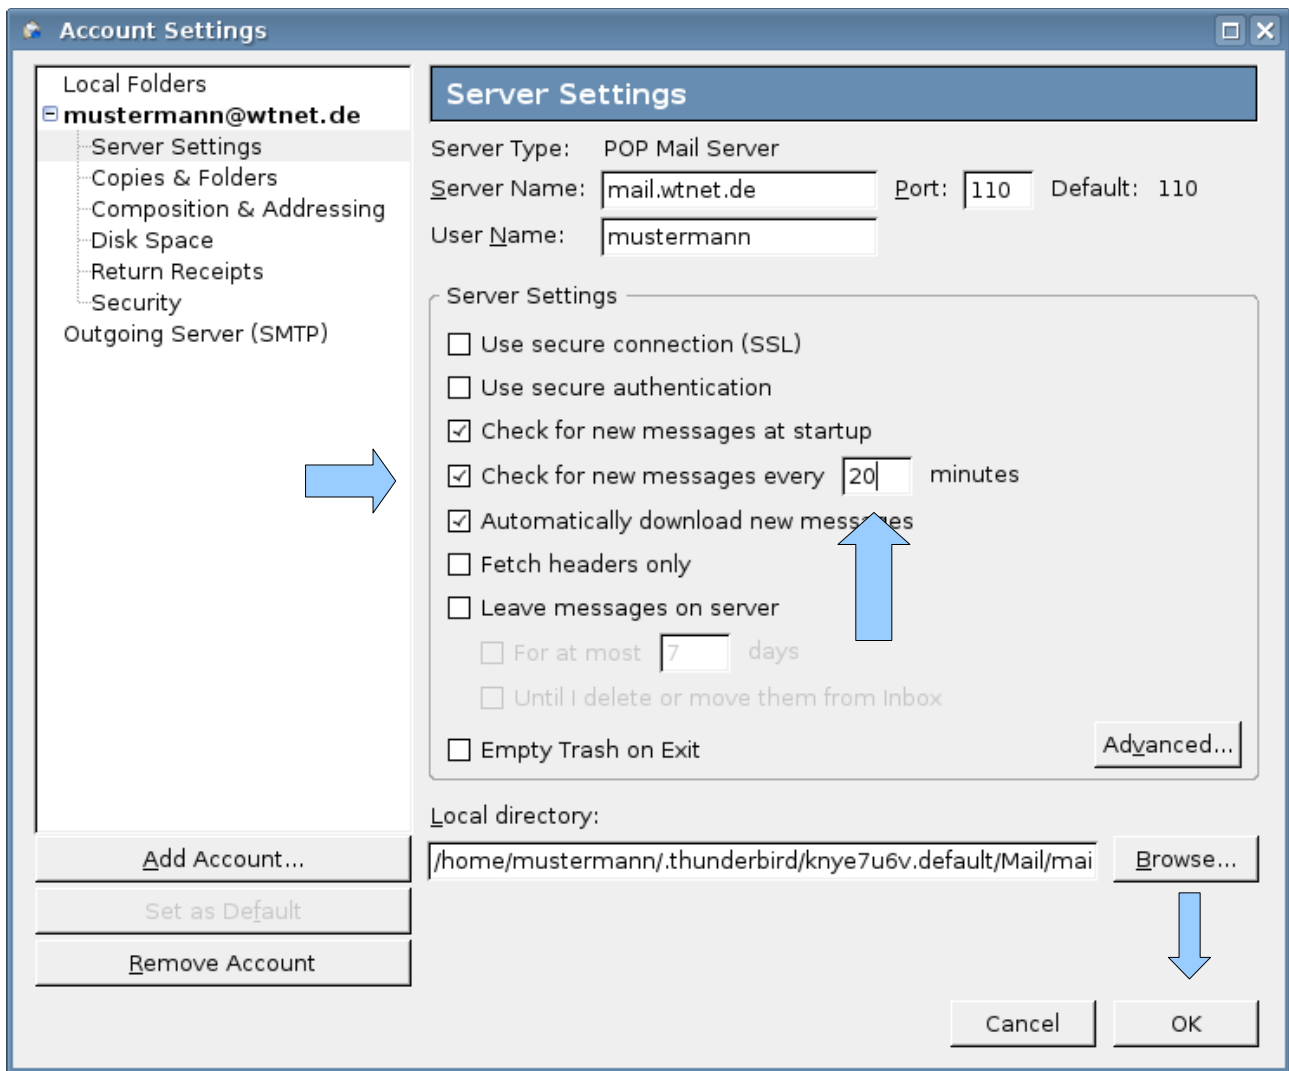 Account Settings
Local Folders
mustermann@wtnet.de
Server Settings
Copies & Folders
Composition & Addressing
Disk Space
Return Receipts
Security
Outgoing Server (SMTP)
Add Account...
Set as Default
Remove Account
Server Settings
Server Type: POP Mail Server
Server Name: mail.wtnet.de Port: 110 Default: 110
User Name: mustermann
Server Settings
Use secure connection (SSL)
Use secure authentication
Check for new messages at startup
Check for new messages every 20 minutes
Automatically download new messages
Fetch headers only
Leave messages on server
For at most 7 days
Until I delete or move them from Inbox
Empty Trash on Exit
Advanced...
Local directory:
/home/mustermann/.thunderbird/knye7u6v.default/Mail/mai Browse...
Cancel OK